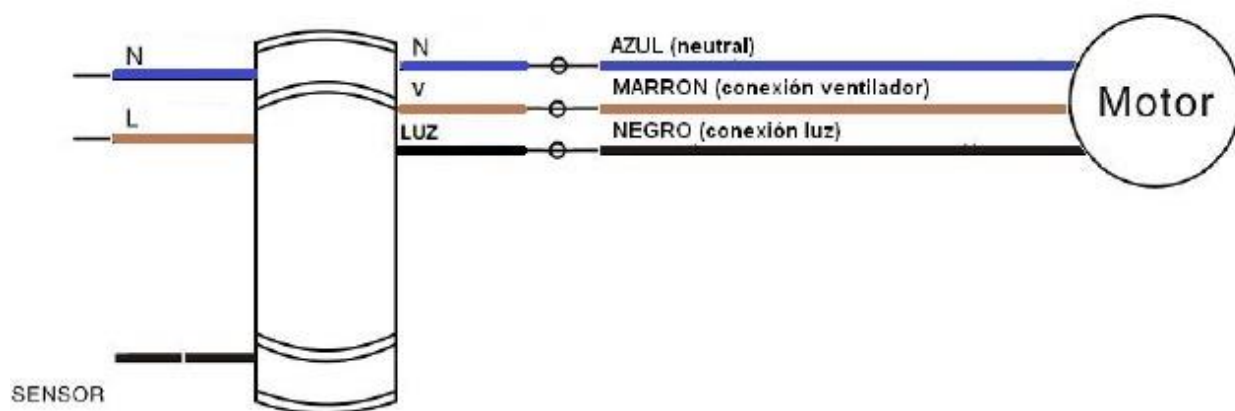 N
L
SENSOR
N
V
LUZ
AZUL (neutral)
MARRON (conexión ventilador)
NEGRO (conexión luz)
Motor